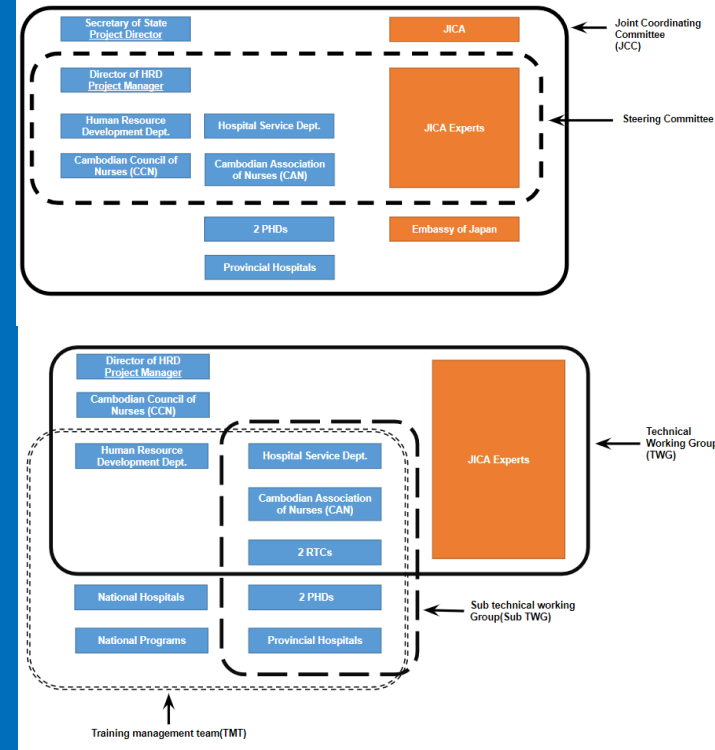 Secretary of State
Project Director
JICA
Joint Coordinating
Committee
(JCC)
Director of HRD
Project Manager
Human Resource
Development Dept.
Hospital Service Dept.
JICA Experts
Steering Committee
Cambodian Council of
Nurses (CCN)
Cambodian Association
of Nurses (CAN)
2 PHDs
Embassy of Japan
Provincial Hospitals
Director of HRD
Project Manager
Cambodian Council of
Nurses (CCN)
Human Resource
Development Dept.
Hospital Service Dept.
JICA Experts
Technical
Working Group
(TWG)
Cambodian Association
of Nurses (CAN)
2 RTCs
National Hospitals
2 PHDs
Sub technical working
Group(Sub TWG)
National Programs
Provincial Hospitals
Training management team(TMT)